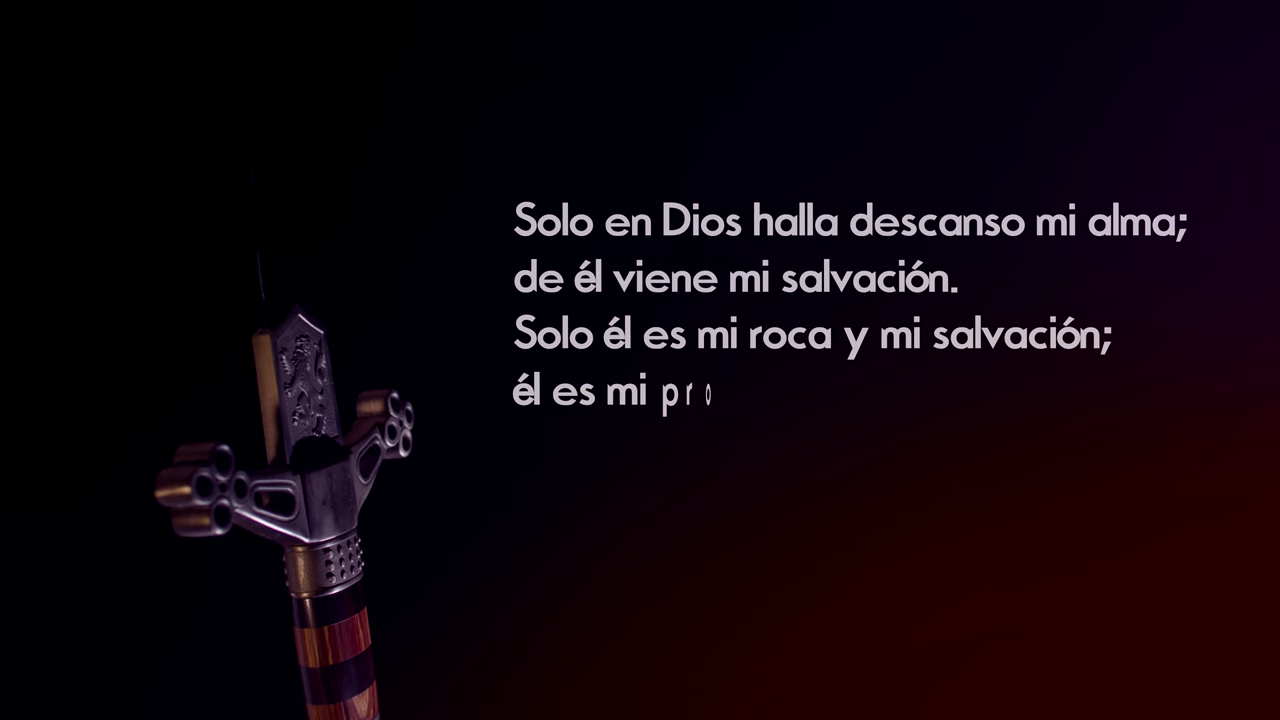 Solo en Dios halla descanso mi alma;
de él viene mi salvación.
Solo él es mi roca y mi salvación;
él es mi pro